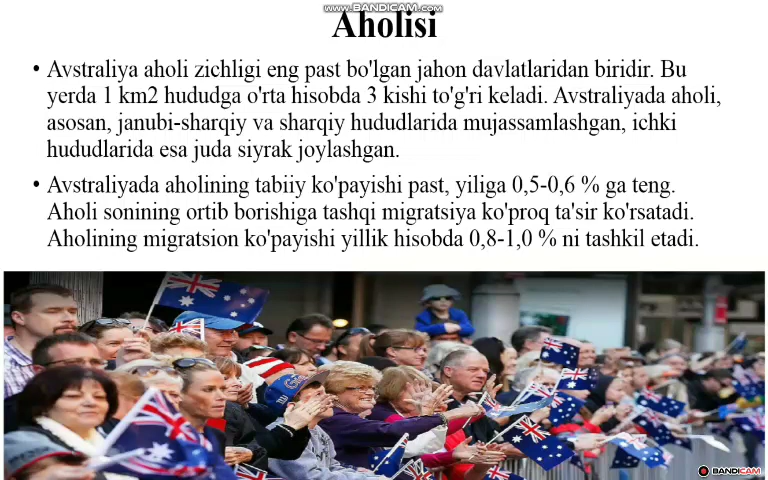 www.BANDICAM.com
Aholisi
• Avstraliya aholi zichligi eng past bo'lgan jahon davlatlaridan biridir. Bu
yerda 1 km2 hududga o'rta hisobda 3 kishi to'g'ri keladi. Avstraliyada aholi,
asosan, janubi-sharqiy va sharqiy hududlarida mujassamlashgan, ichki
hududlarida esa juda siyrak joylashgan.
• Avstraliyada aholining tabiiy ko'payishi past, yiliga 0,5-0,6 % ga teng.
Aholi sonining ortib borishiga tashqi migratsiya ko'proq ta'sir ko'rsatadi.
Aholining migratsion ko'payishi yillik hisobda 0,8-1,0 % ni tashkil etadi.
BANDICAM